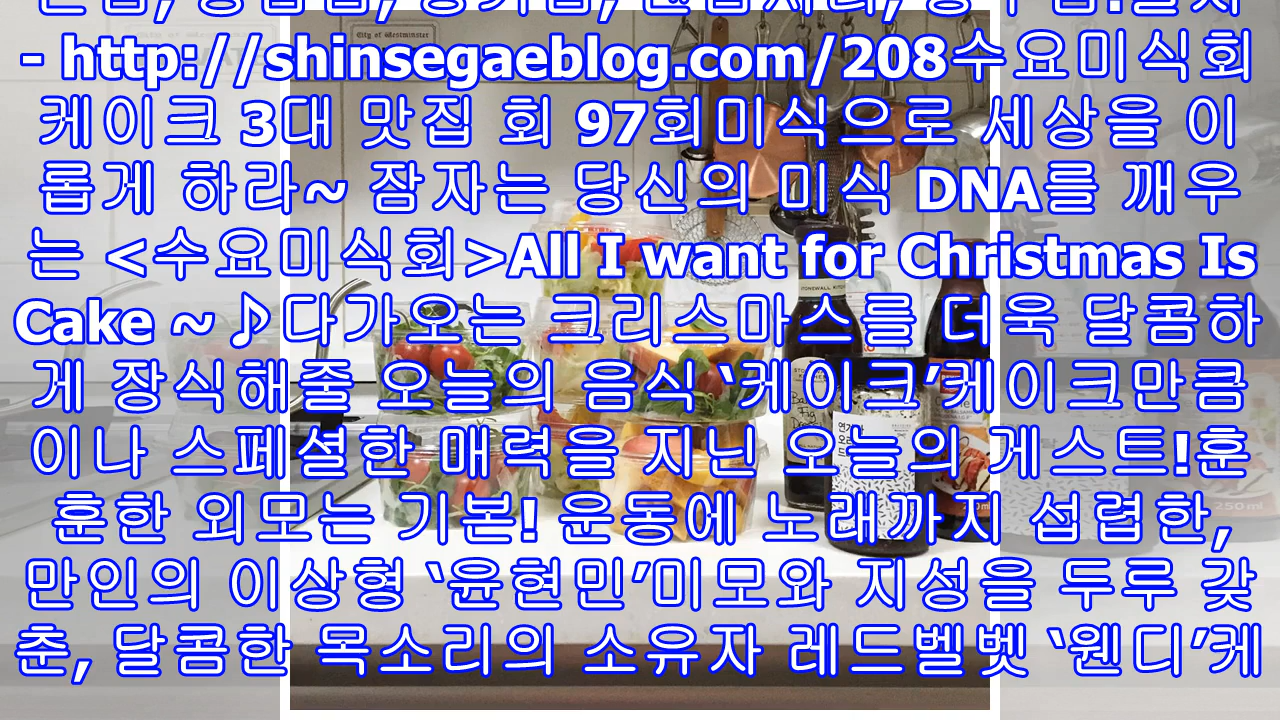 - http://shinsegaeblog.com/208수요미식회
케이크 3대 맛집 회 97회미식으로 세상을 이
롭게 하라~ 잠자는 당신의 미식 DNA를 깨우
는 <수요미식회>All I want for Christmas Is
Cake ~♪다가오는 크리스마스를 더욱 달콤하
게 장식해줄 오늘의 음식 '케이크'케이크만큼
이나 스페셜한 매력을 지닌 오늘의 게스트!훈
훈한 외모는 기본! 운동에 노래까지 섭렵한,
만인의 이상형 '윤현민'미모와 지성을 두루 갖
춘, 달콤한 목소리의 소유자 레드벨벳 '웬디'케
City of Westminster
STONEWALL KITCHEN
250 ml